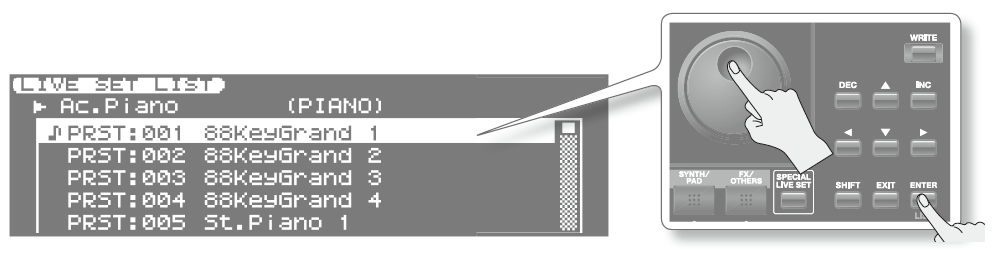 (LIVE SET LIST)
Ac.Piano (PIANO)
PRST:001 88KeyGrand 1
PRST:002 88KeyGrand 2
PRST:003 88KeyGrand 3
PRST:004 88KeyGrand 4
PRST:005 St.Piano 1
WRITE
DEC INC
SYNTH/PAD FX/OTHERS SPECIAL LIVE SET SHIFT EXIT ENTER